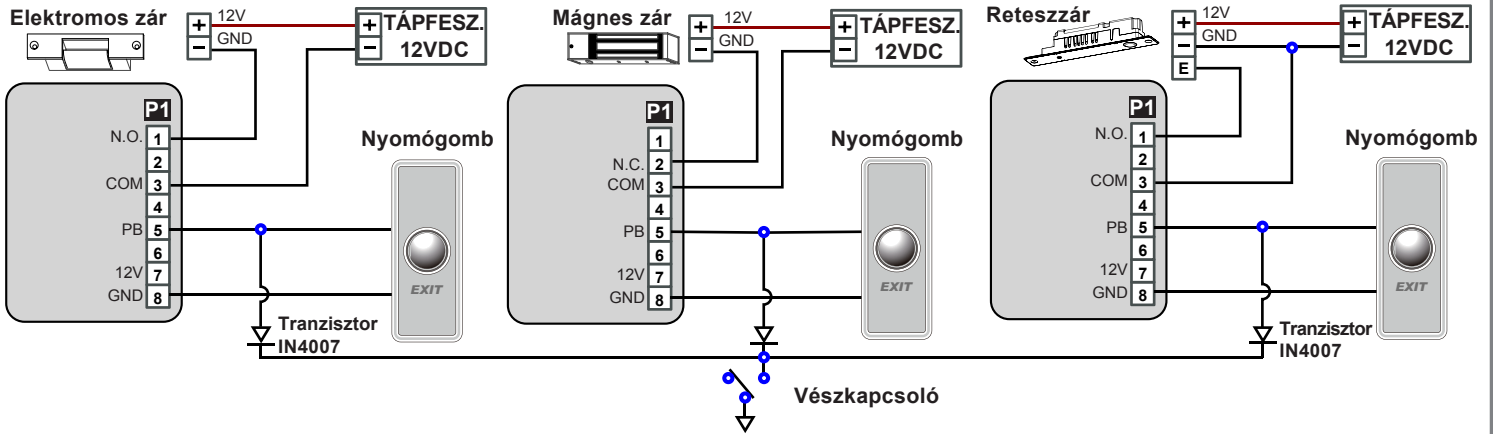 Elektromos zár
+ 12V
− GND
+ TÁPFESZ.
− 12VDC
P1
N.O. 1
2
COM 3
4
PB 5
6
12V 7
GND 8
Nyomógomb
EXIT
Tranzisztor
IN4007
Mágnes zár
+ 12V
− GND
+ TÁPFESZ.
− 12VDC
P1
1
N.C. 2
COM 3
4
PB 5
6
12V 7
GND 8
Nyomógomb
EXIT
Reteszzár
+ 12V
− GND
E
+ TÁPFESZ.
− 12VDC
P1
N.O. 1
2
COM 3
4
PB 5
6
12V 7
GND 8
Nyomógomb
EXIT
Tranzisztor
IN4007
Vészkapcsoló